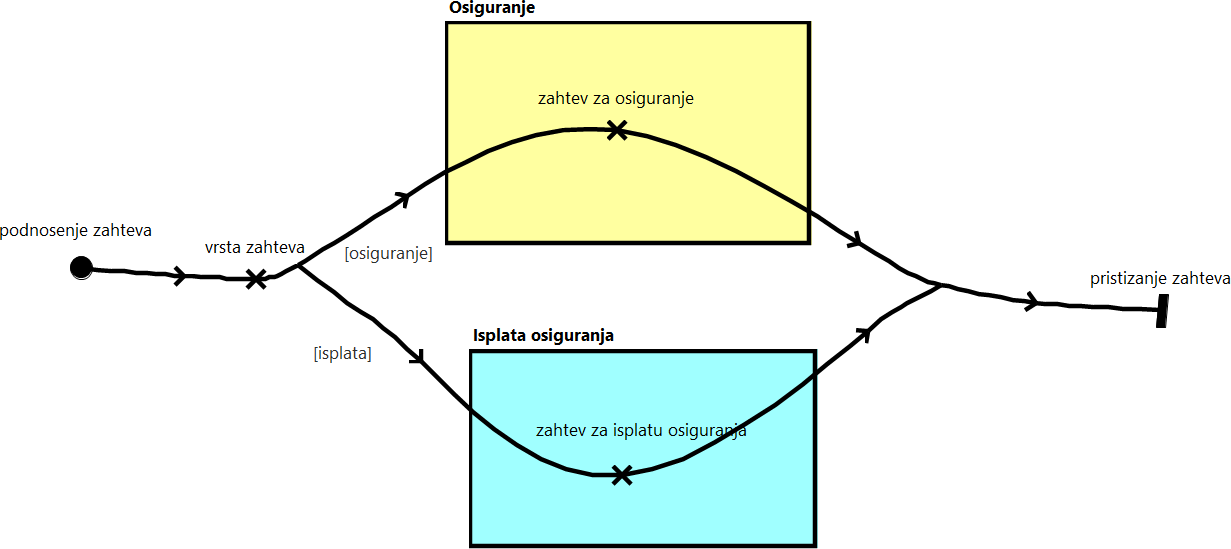 Osiguranje
zahtev za osiguranje
podnosenje zahteva
vrsta zahteva
[osiguranje]
pristizanje zahteva
Isplata osiguranja
[isplata]
zahtev za isplatu osiguranja